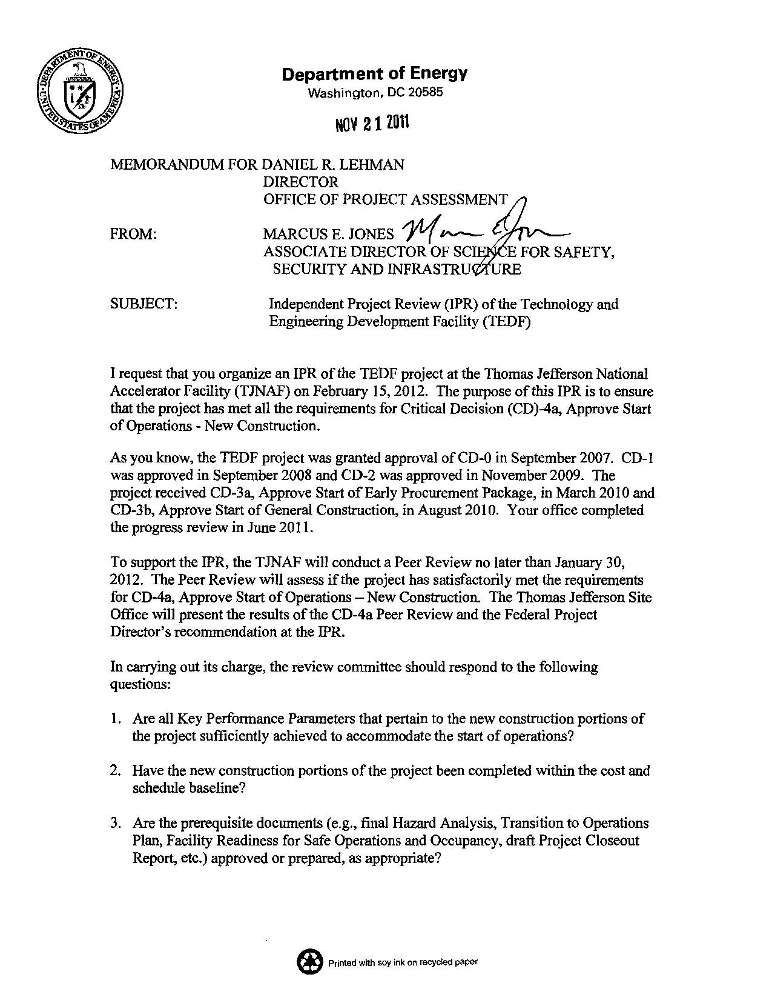 DEPARTMENT OF ENERGY
UNITED STATES OF AMERICA
Department of Energy
Washington, DC 20585
NOV 21 2011
MEMORANDUM FOR DANIEL R. LEHMAN
DIRECTOR
OFFICE OF PROJECT ASSESSMENT
FROM: MARCUS E. JONES
ASSOCIATE DIRECTOR OF SCIENCE FOR SAFETY,
SECURITY AND INFRASTRUCTURE
SUBJECT: Independent Project Review (IPR) of the Technology and
Engineering Development Facility (TEDF)
I request that you organize an IPR of the TEDF project at the Thomas Jefferson National
Accelerator Facility (TJNAF) on February 15, 2012. The purpose of this IPR is to ensure
that the project has met all the requirements for Critical Decision (CD)-4a, Approve Start
of Operations - New Construction.
As you know, the TEDF project was granted approval of CD-0 in September 2007. CD-1
was approved in September 2008 and CD-2 was approved in November 2009. The
project received CD-3a, Approve Start of Early Procurement Package, in March 2010 and
CD-3b, Approve Start of General Construction, in August 2010. Your office completed
the progress review in June 2011.
To support the IPR, the TJNAF will conduct a Peer Review no later than January 30,
2012. The Peer Review will assess if the project has satisfactorily met the requirements
for CD-4a, Approve Start of Operations – New Construction. The Thomas Jefferson Site
Office will present the results of the CD-4a Peer Review and the Federal Project
Director's recommendation at the IPR.
In carrying out its charge, the review committee should respond to the following
questions:
1. Are all Key Performance Parameters that pertain to the new construction portions of
the project sufficiently achieved to accommodate the start of operations?
2. Have the new construction portions of the project been completed within the cost and
schedule baseline?
3. Are the prerequisite documents (e.g., final Hazard Analysis, Transition to Operations
Plan, Facility Readiness for Safe Operations and Occupancy, draft Project Closeout
Report, etc.) approved or prepared, as appropriate?
Printed with soy ink on recycled paper